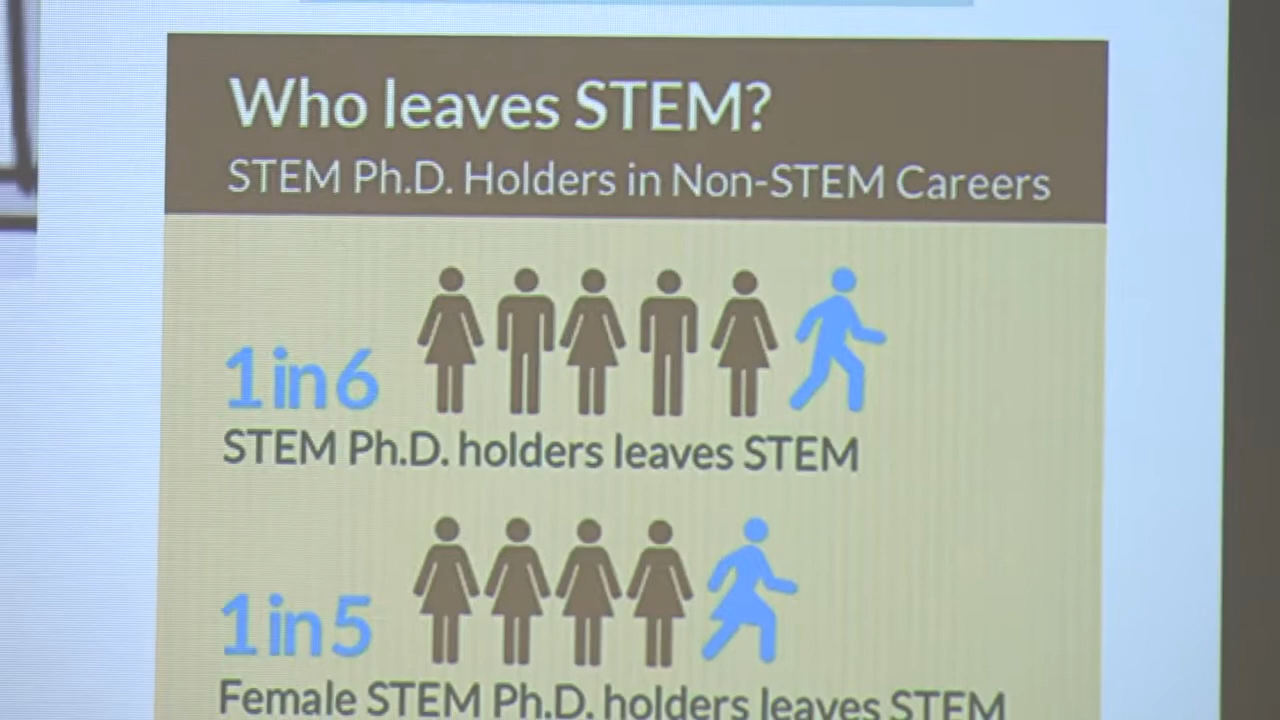 Who leaves STEM?
STEM Ph.D. Holders in Non-STEM Careers
1 in 6
STEM Ph.D. holders leaves STEM
1 in 5
Female STEM Ph.D. holders leaves STEM